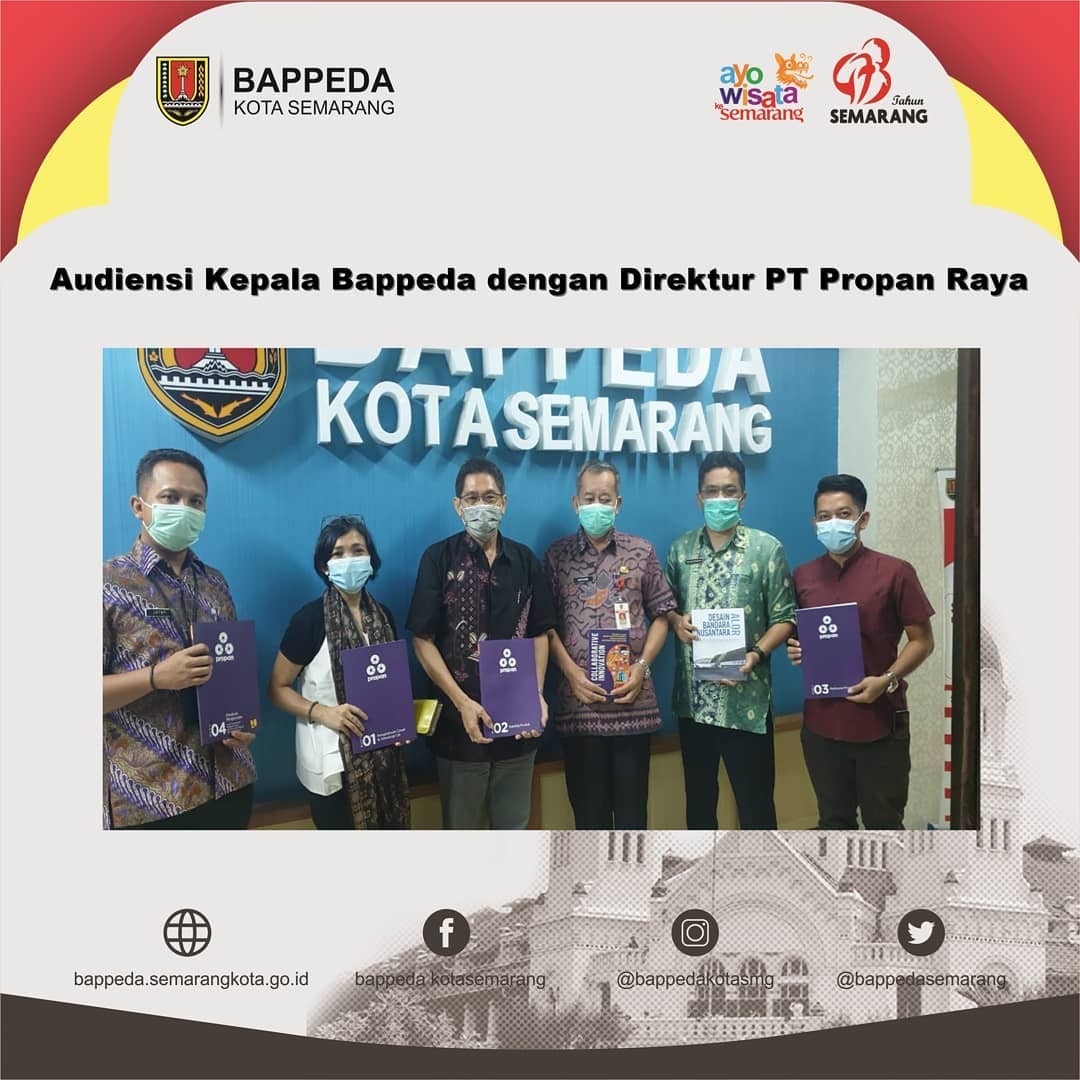 BAPPEDA
KOTA SEMARANG
ayo
wisata
ke
semarang
Tahun
SEMARANG
Audiensi Kepala Bappeda dengan Direktur PT Propan Raya
BAPPEDA
KOTA SEMARANG
propan
04
propan
01
propan
02
COLLABORATIVE
INNOVATION
DESAIN
BANDARA
NUSANTARA
ALOR
propan
03
bappeda.semarangkota.go.id
bappeda kotasemarang
@bappedakotasmg
@bappedasemarang